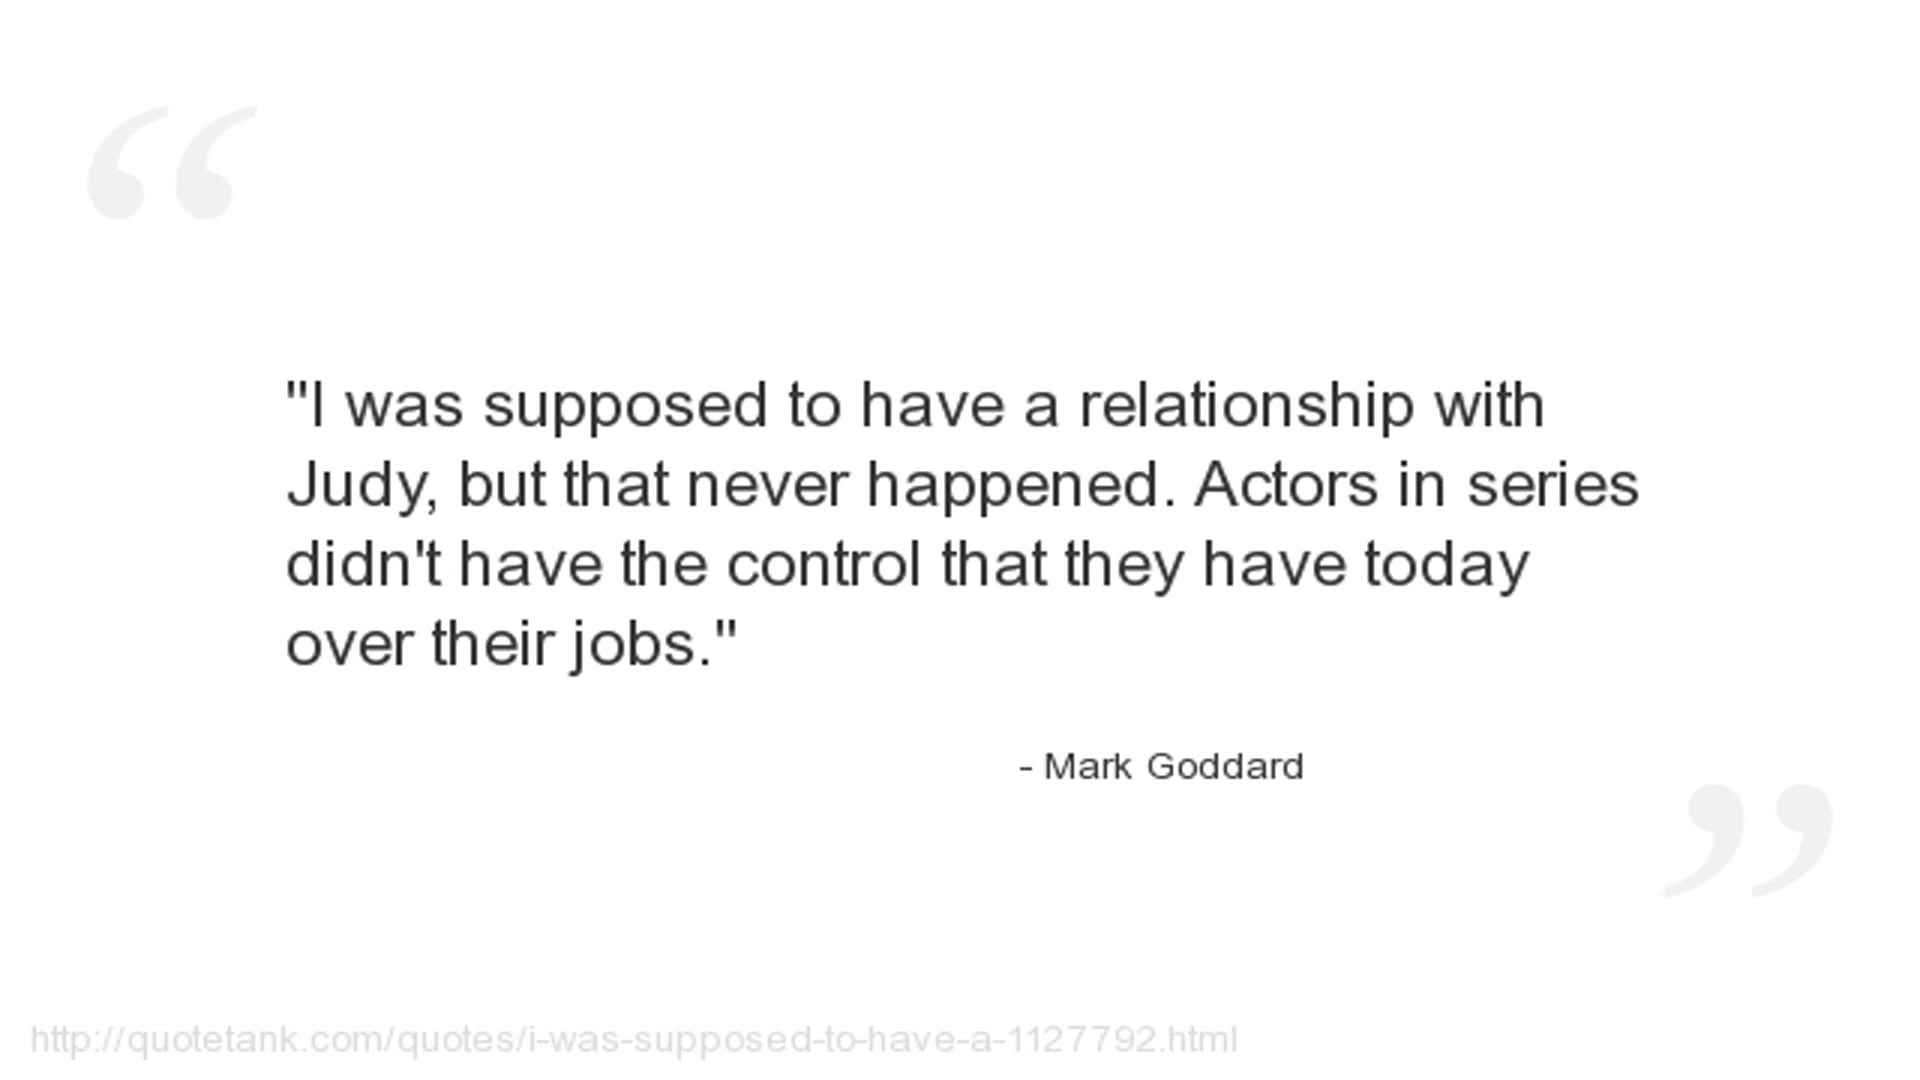 "I was supposed to have a relationship with
Judy, but that never happened. Actors in series
didn't have the control that they have today
over their jobs."
- Mark Goddard
http://quotetank.com/quotes/i-was-supposed-to-have-a-1127792.html